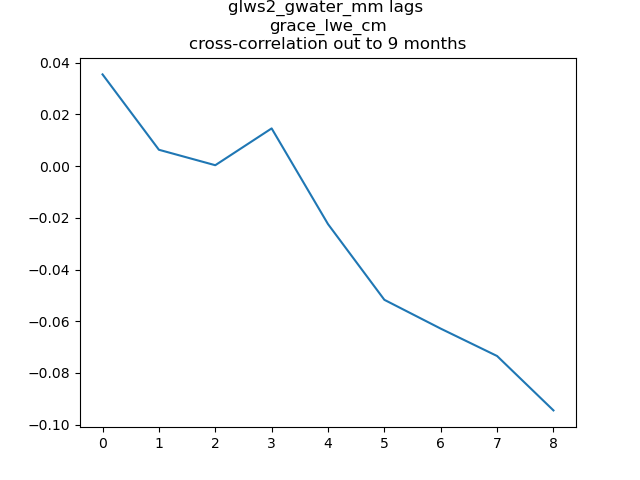 glws2_gwater_mm lags
grace_lwe_cm
cross-correlation out to 9 months
0.04
0.02
0.00
−0.02
−0.04
−0.06
−0.08
−0.10
0 1 2 3 4 5 6 7 8